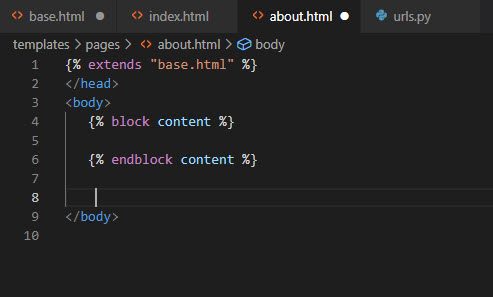 base.html index.html about.html urls.py
templates > pages > about.html > body
1 {% extends "base.html" %}
2 </head>
3 <body>
4 {% block content %}
5
6 {% endblock content %}
7
8
9 </body>
10